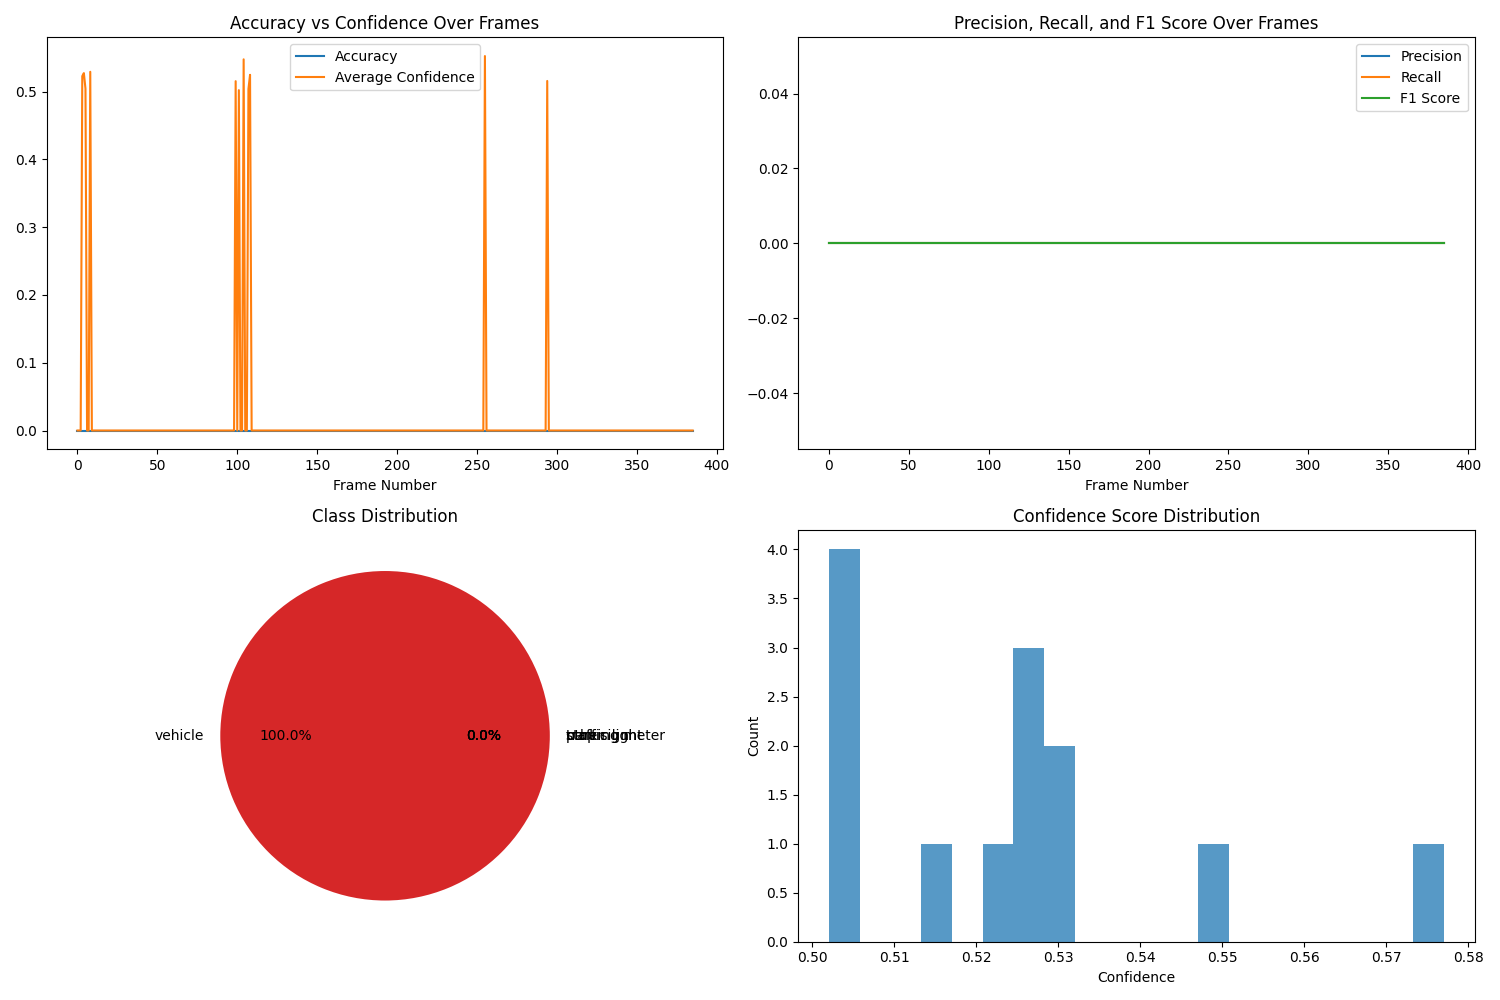 Accuracy vs Confidence Over Frames
Accuracy
Average Confidence
0.5
0.4
0.3
0.2
0.1
0.0
0 50 100 150 200 250 300 350 400
Frame Number
Precision, Recall, and F1 Score Over Frames
Precision
Recall
F1 Score
0.04
0.02
0.00
−0.02
−0.04
0 50 100 150 200 250 300 350 400
Frame Number
Class Distribution
vehicle
100.0%
0.0%
Confidence Score Distribution
Count
4.0
3.5
3.0
2.5
2.0
1.5
1.0
0.5
0.0
0.50 0.51 0.52 0.53 0.54 0.55 0.56 0.57 0.58
Confidence